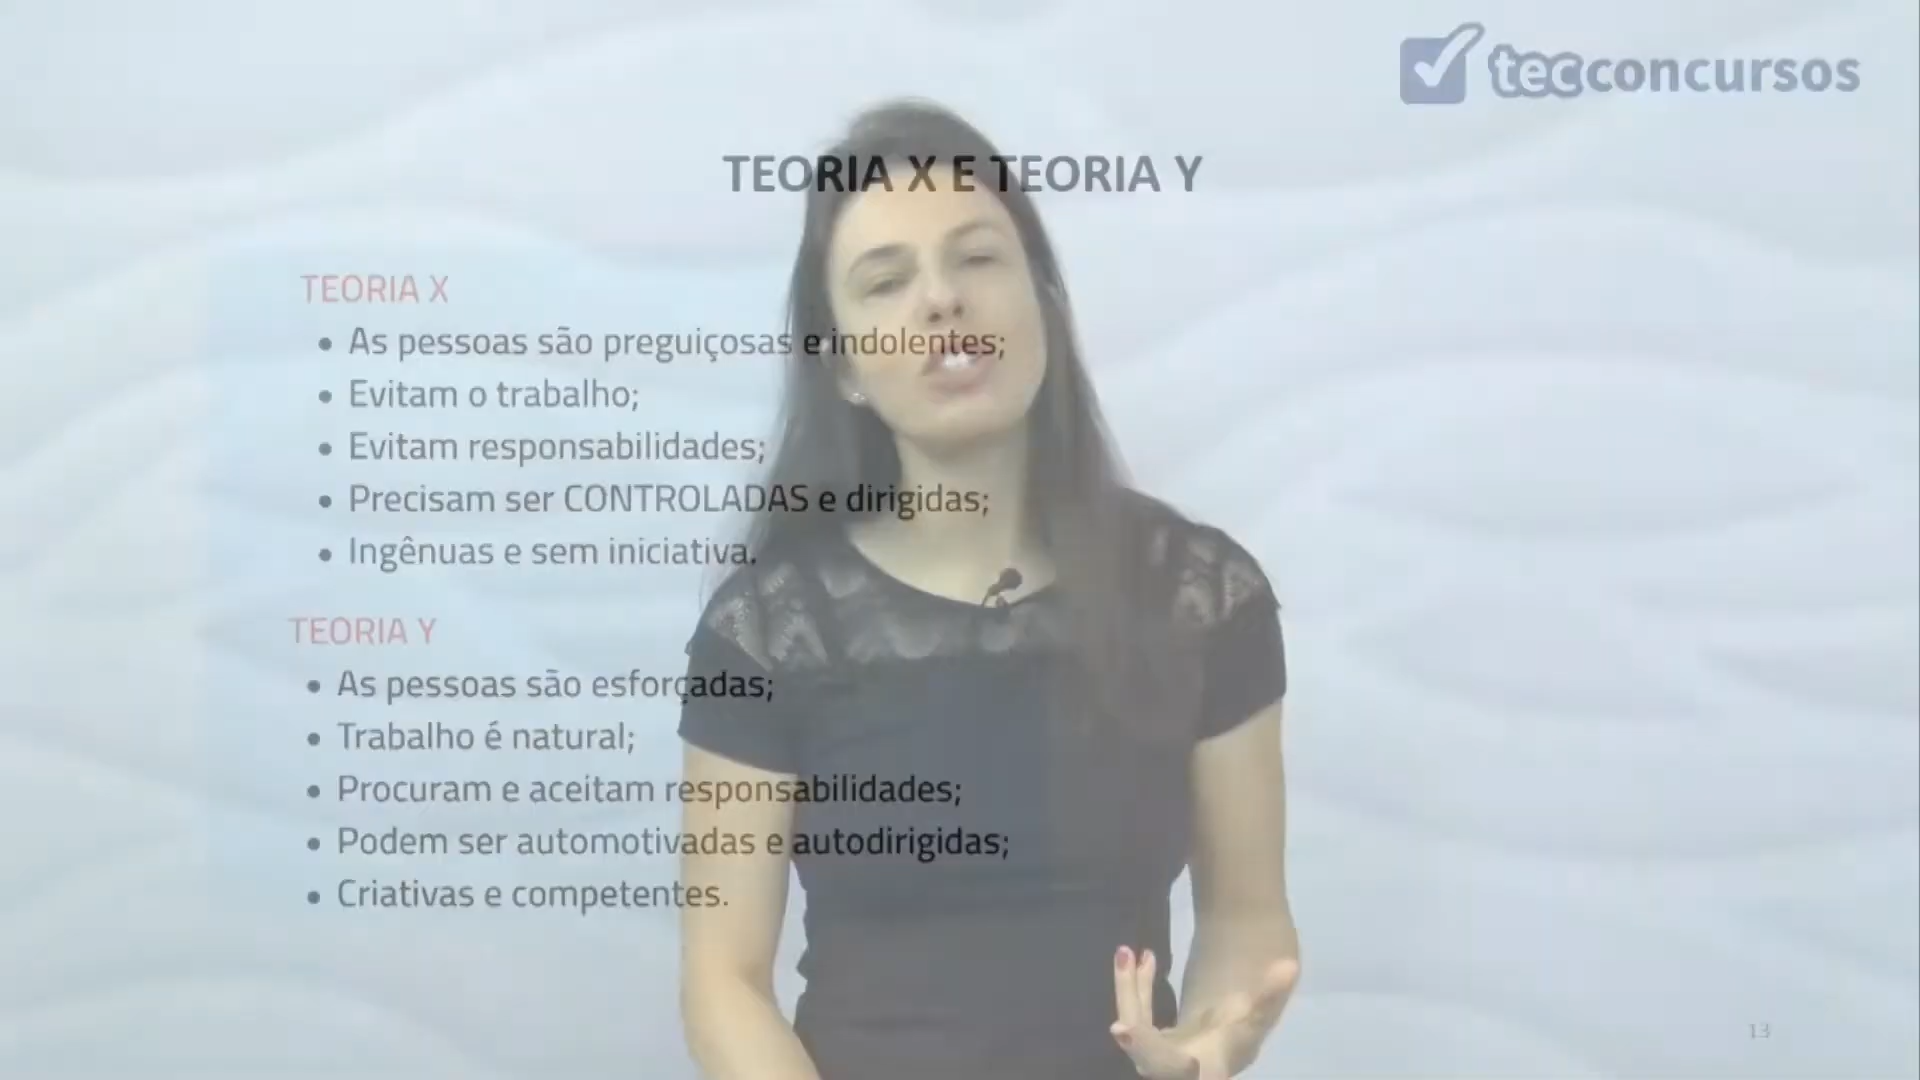 tecconcursos
TEORIA X E TEORIA Y
TEORIA X
• As pessoas são preguiçosas e indolentes;
• Evitam o trabalho;
• Evitam responsabilidades;
• Precisam ser CONTROLADAS e dirigidas;
• Ingênuas e sem iniciativa.
TEORIA Y
• As pessoas são esforçadas;
• Trabalho é natural;
• Procuram e aceitam responsabilidades;
• Podem ser automotivadas e autodirigidas;
• Criativas e competentes.
13